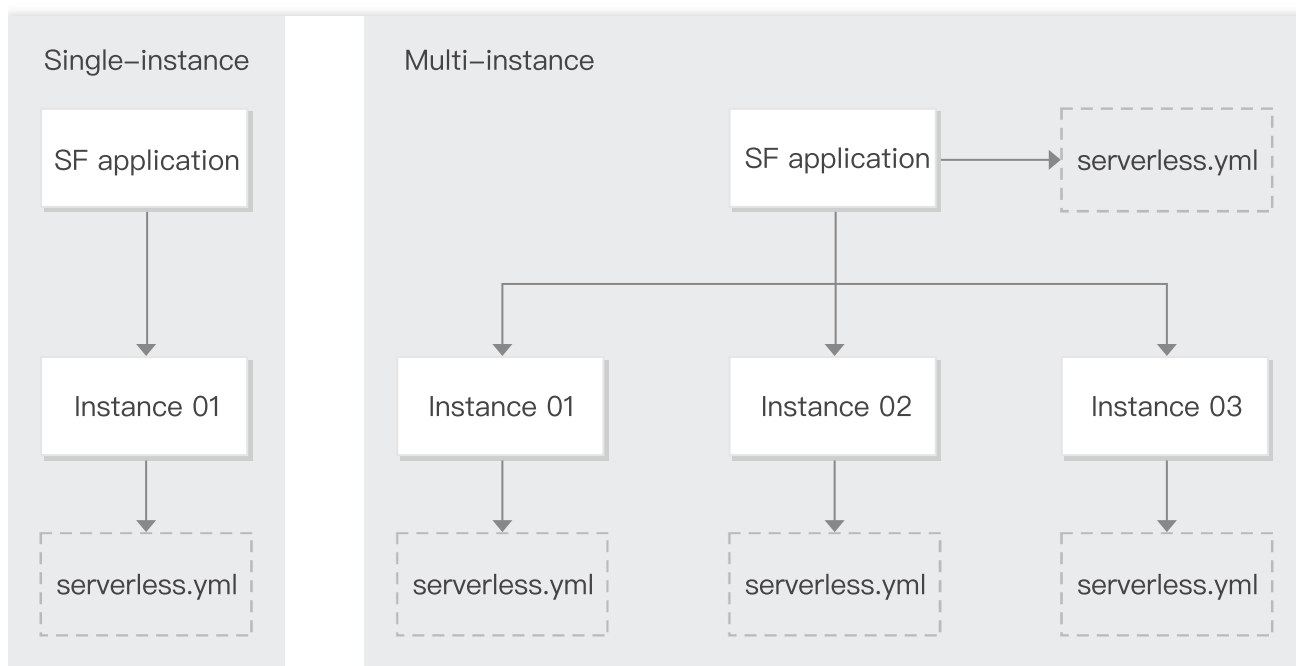 Single–instance
SF application
Instance 01
serverless.yml
Multi–instance
SF application
serverless.yml
Instance 01
Instance 02
Instance 03
serverless.yml
serverless.yml
serverless.yml